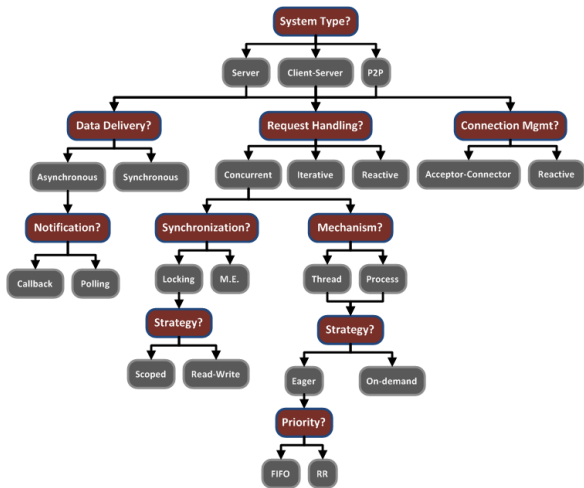 System Type?
Server Client-Server P2P
Data Delivery? Request Handling? Connection Mgmt?
Asynchronous Synchronous Concurrent Iterative Reactive Acceptor-Connector Reactive
Notification? Synchronization? Mechanism?
Callback Polling Locking M.E. Thread Process
Strategy? Strategy?
Scoped Read-Write Eager On-demand
Priority?
FIFO RR